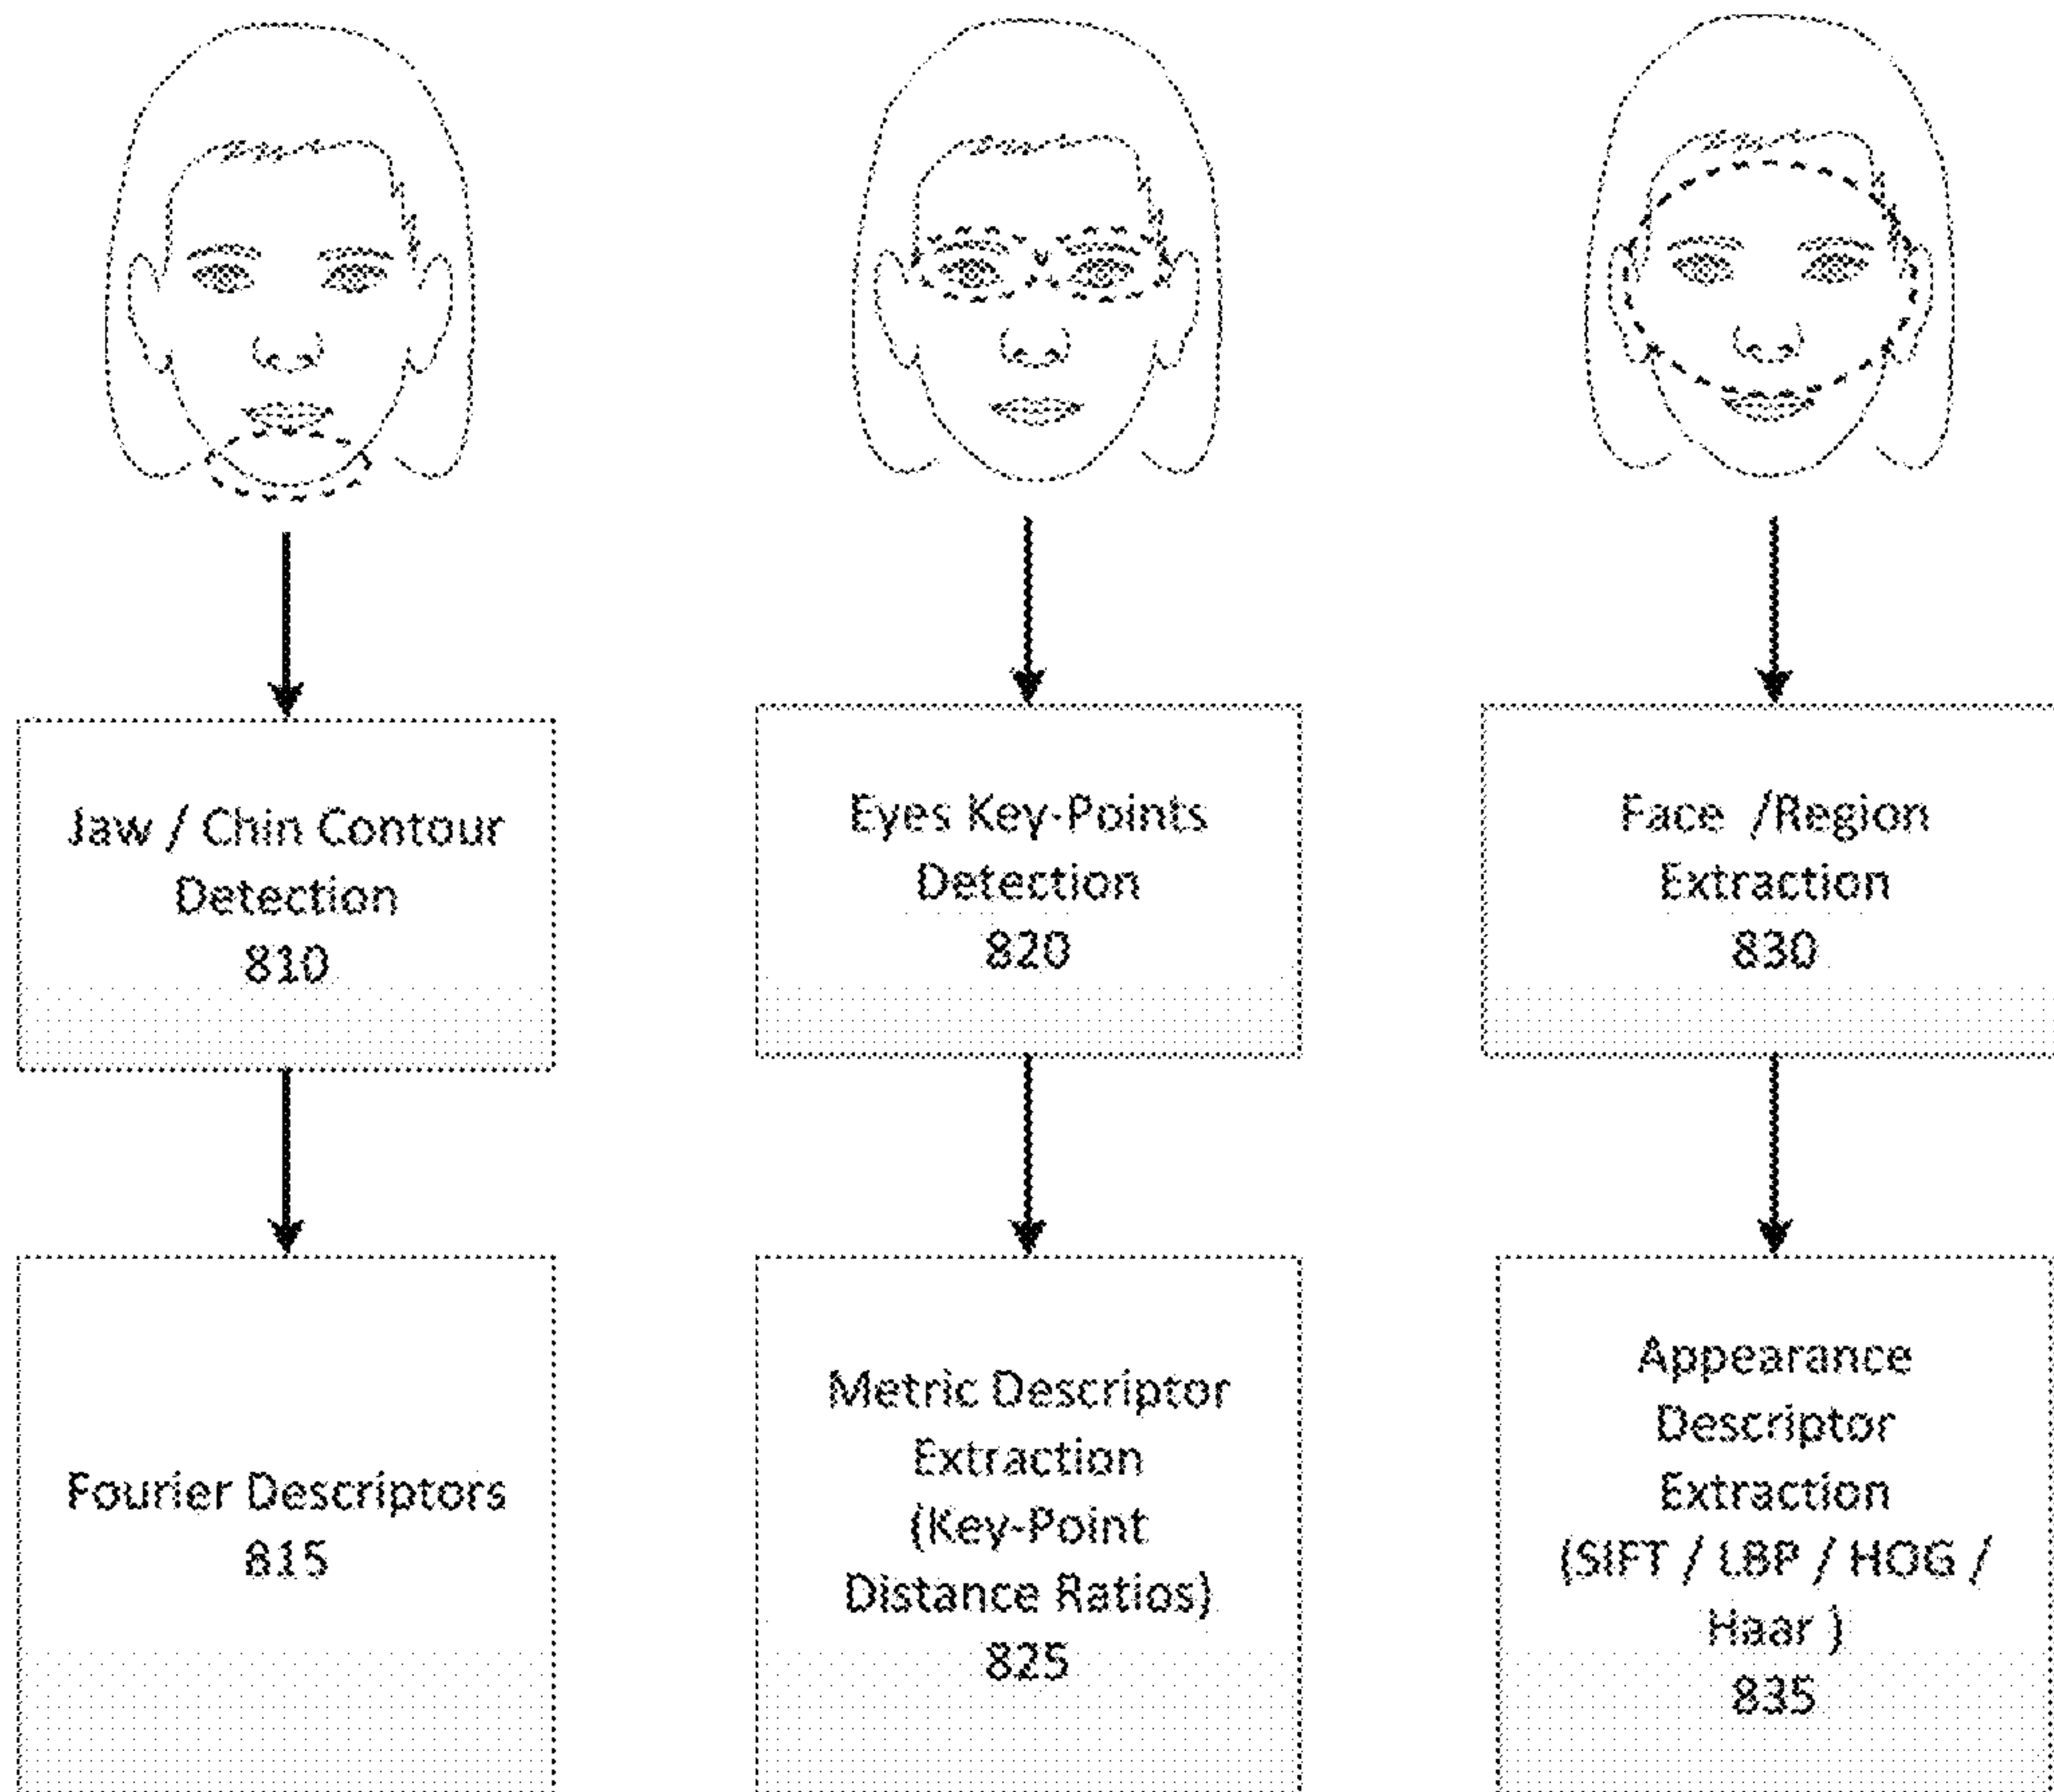 Jaw / Chin Contour
Detection
810
Eyes Key-Points
Detection
820
Face /Region
Extraction
830
Fourier Descriptors
815
Metric Descriptor
Extraction
(Key-Point
Distance Ratios)
825
Appearance
Descriptor
Extraction
(SIFT / LBP / HOG /
Haar )
835